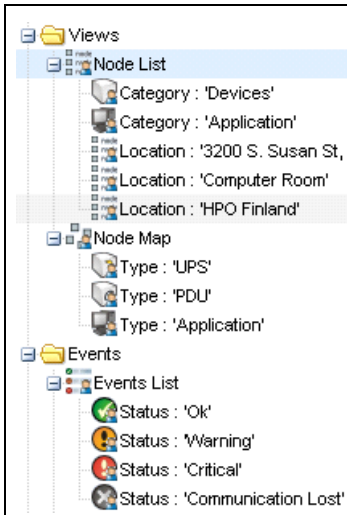 Views
Node List
Category : 'Devices'
Category : 'Application'
Location : '3200 S. Susan St,
Location : 'Computer Room'
Location : 'HPO Finland'
Node Map
Type : 'UPS'
Type : 'PDU'
Type : 'Application'
Events
Events List
Status : 'Ok'
Status : 'Warning'
Status : 'Critical'
Status : 'Communication Lost'